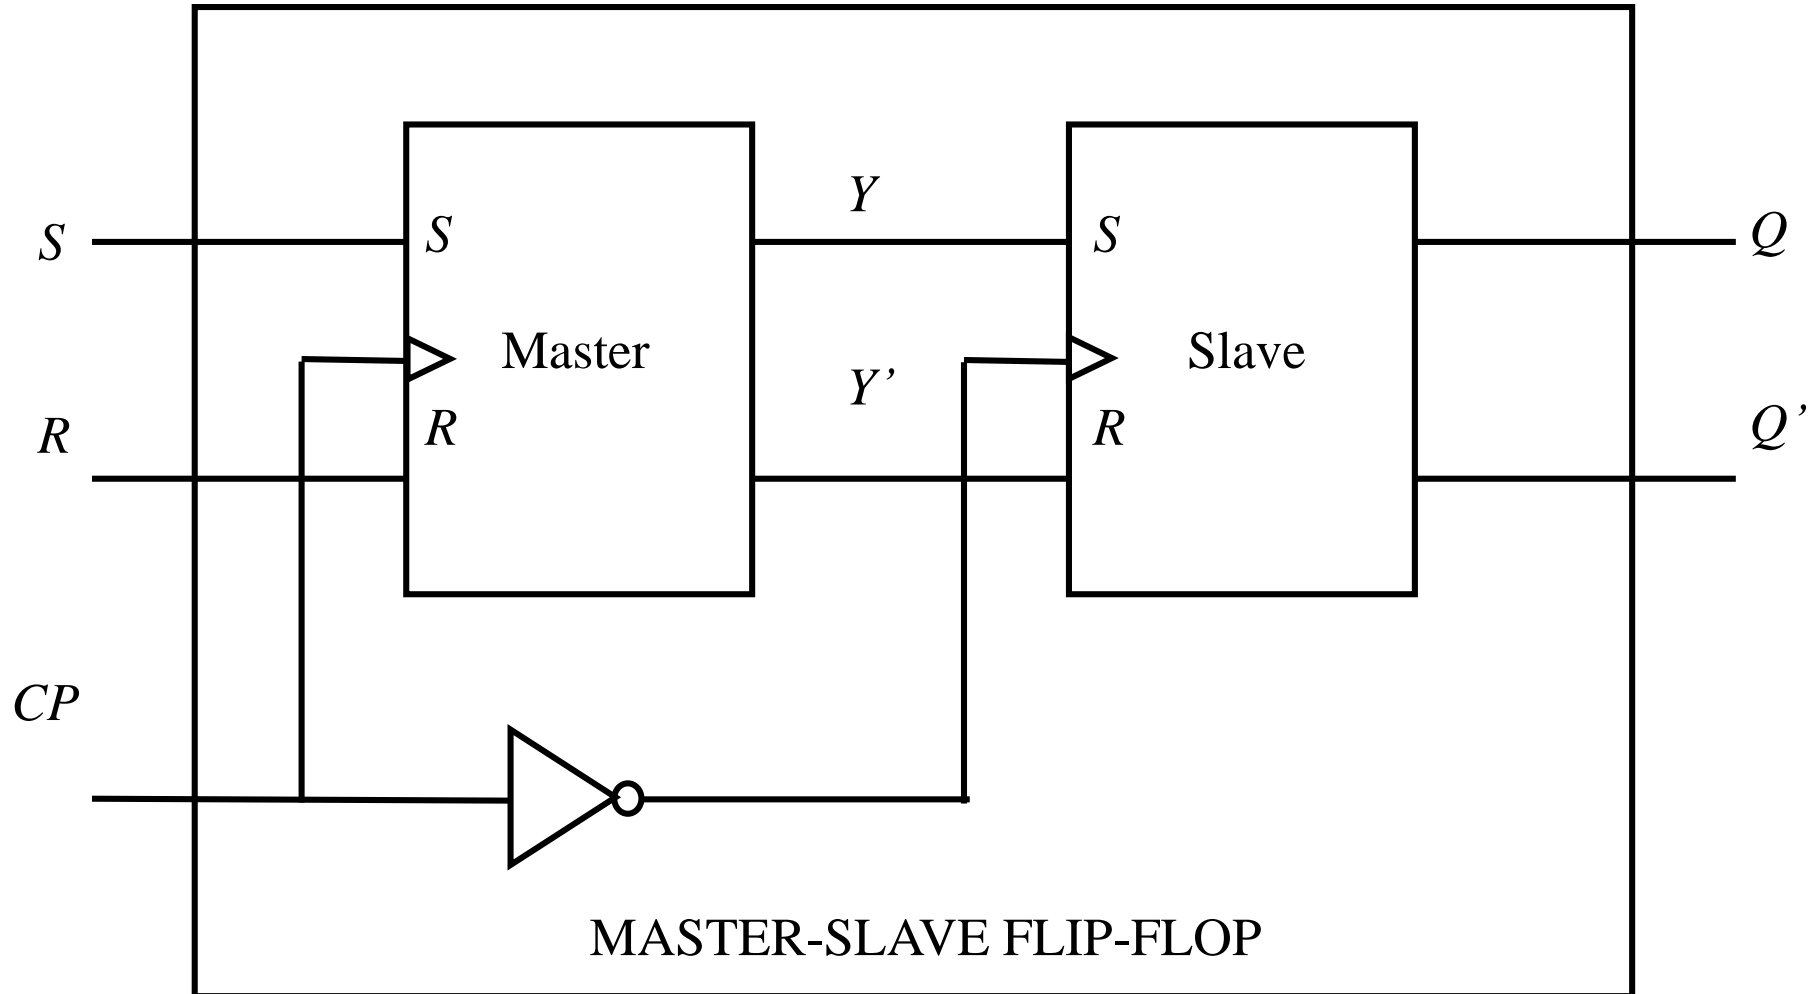 S
R
CP
S
Master
R
Y
Y’
S
Slave
R
Q
Q’
MASTER-SLAVE FLIP-FLOP